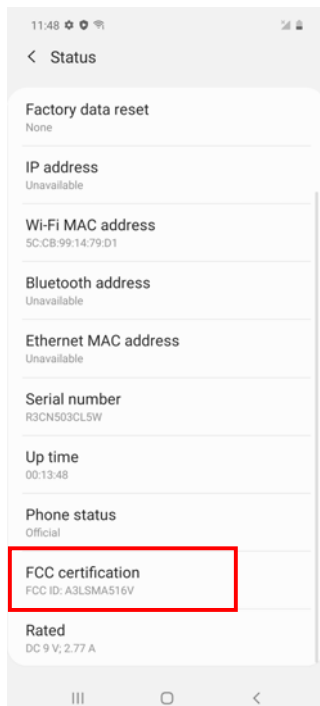 11:48
Status
Factory data reset
None
IP address
Unavailable
Wi-Fi MAC address
5C:CB:99:14:79:D1
Bluetooth address
Unavailable
Ethernet MAC address
Unavailable
Serial number
R3CN503CL5W
Up time
00:13:48
Phone status
Official
FCC certification
FCC ID: A3LSMA516V
Rated
DC 9 V; 2.77 A